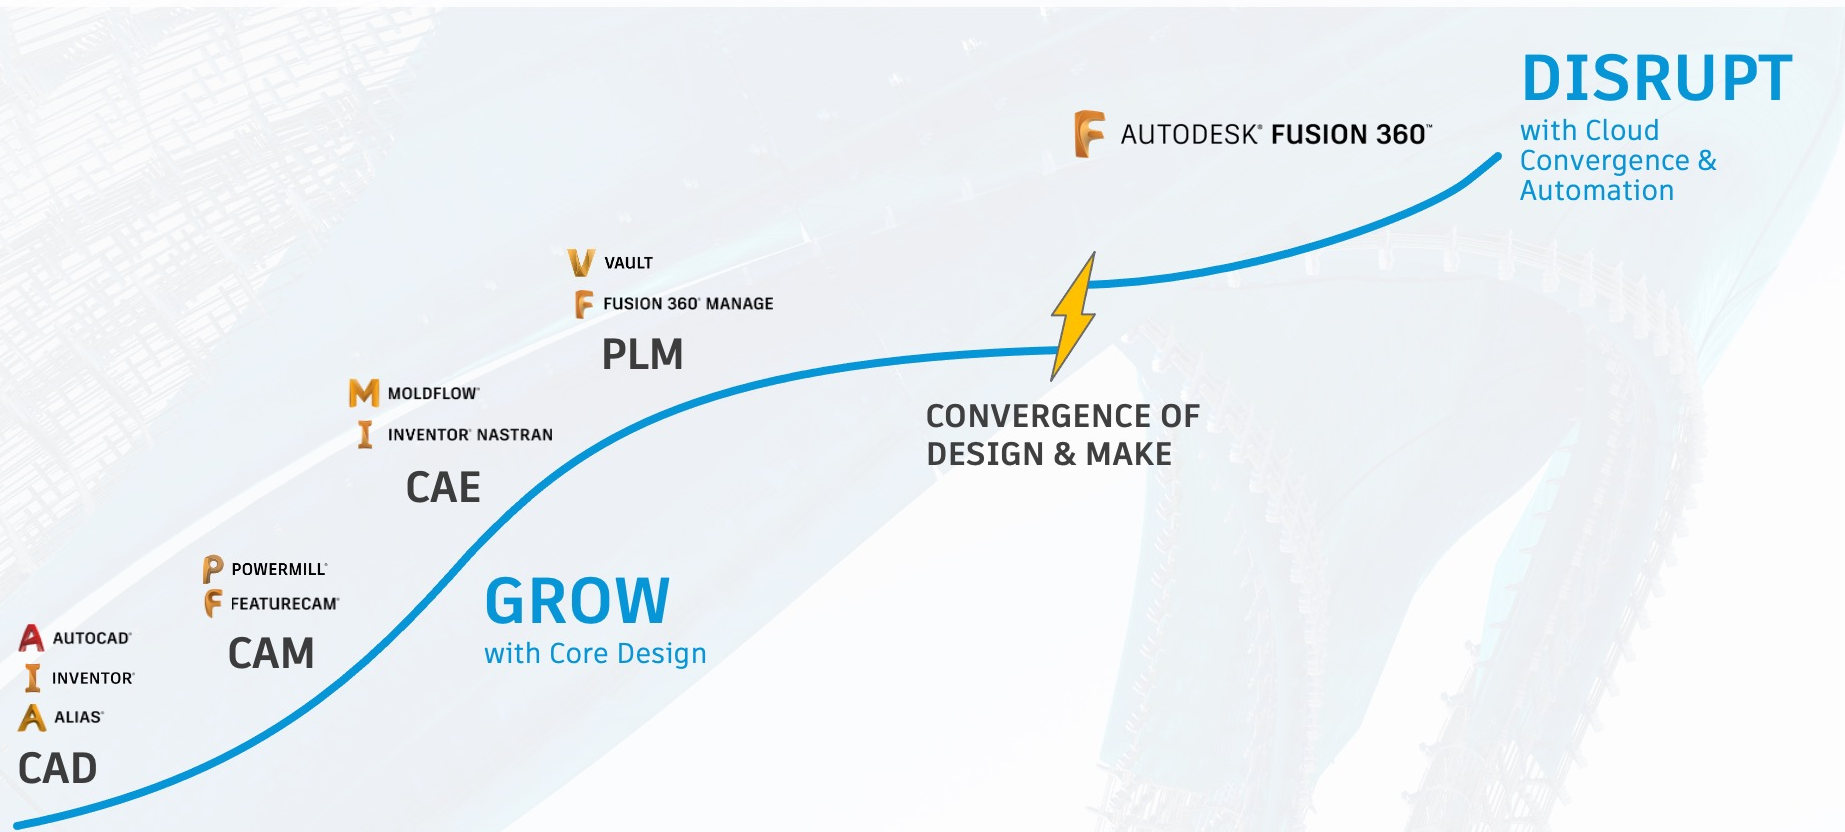 DISRUPT
with Cloud
Convergence &
Automation
AUTODESK® FUSION 360™
VAULT
FUSION 360® MANAGE
PLM
MOLDFLOW®
INVENTOR® NASTRAN
CAE
CONVERGENCE OF
DESIGN & MAKE
POWERMILL®
FEATURECAM®
CAM
GROW
with Core Design
AUTOCAD®
INVENTOR®
ALIAS®
CAD